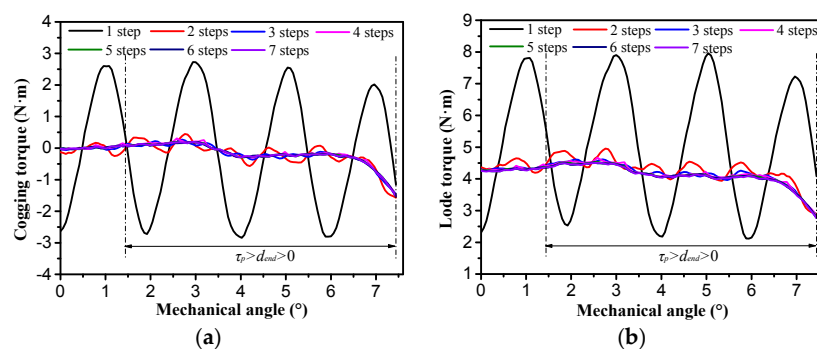 1 step 2 steps 3 steps 4 steps
5 steps 6 steps 7 steps
Cogging torque (N·m)
4
3
2
1
0
-1
-2
-3
-4
τp>dend>0
0 1 2 3 4 5 6 7
Mechanical angle (°)
(a)
1 step 2 steps 3 steps 4 steps
5 steps 6 steps 7 steps
Lode torque (N·m)
9
8
7
6
5
4
3
2
1
τp>dend>0
0 1 2 3 4 5 6 7
Mechanical angle (°)
(b)